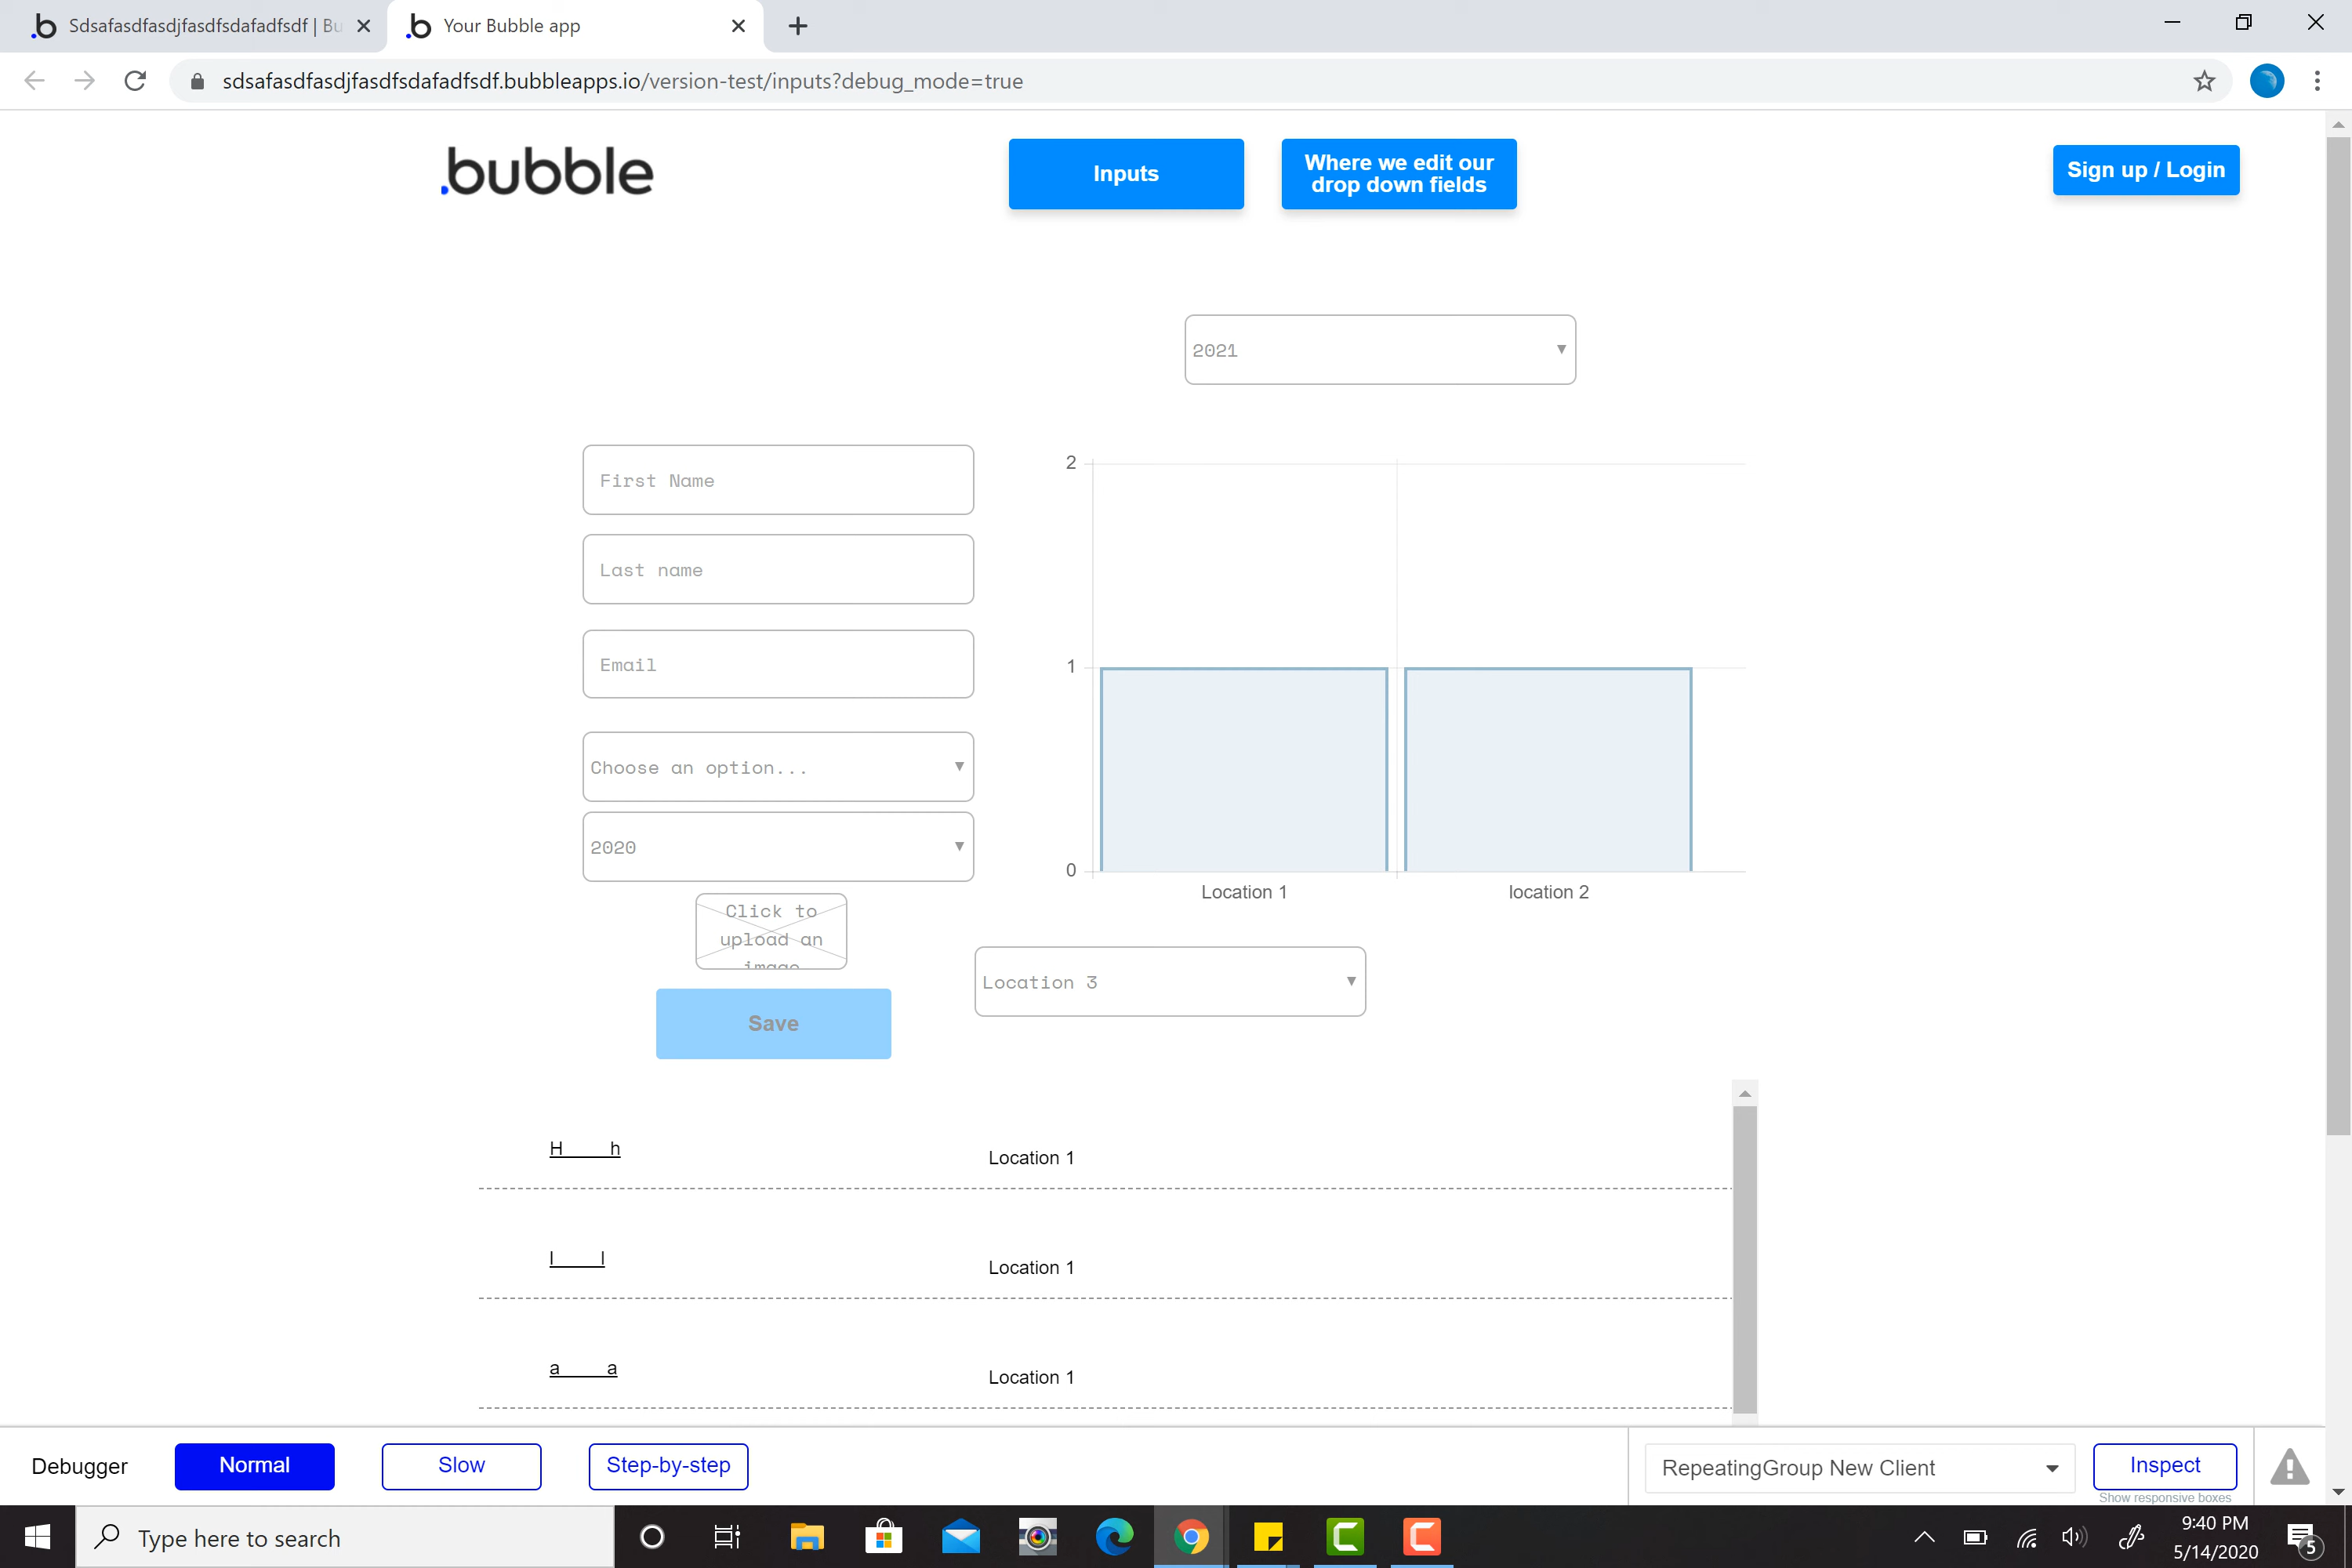 Sdsafasdfasdjfasdfsdafadfsdf | Bu
Your Bubble app
sdsafasdfasdjfasdfsdafadfsdf.bubbleapps.io/version-test/inputs?debug_mode=true
.bubble
Inputs
Where we edit our
drop down fields
Sign up / Login
2021
First Name
Last name
Email
Choose an option...
2020
Click to
upload an
image
Save
2
1
0
Location 1
location 2
Location 3
H h
Location 1
l l
Location 1
a a
Location 1
Debugger
Normal
Slow
Step-by-step
RepeatingGroup New Client
Inspect
Show responsive boxes
Type here to search
9:40 PM
5/14/2020
5